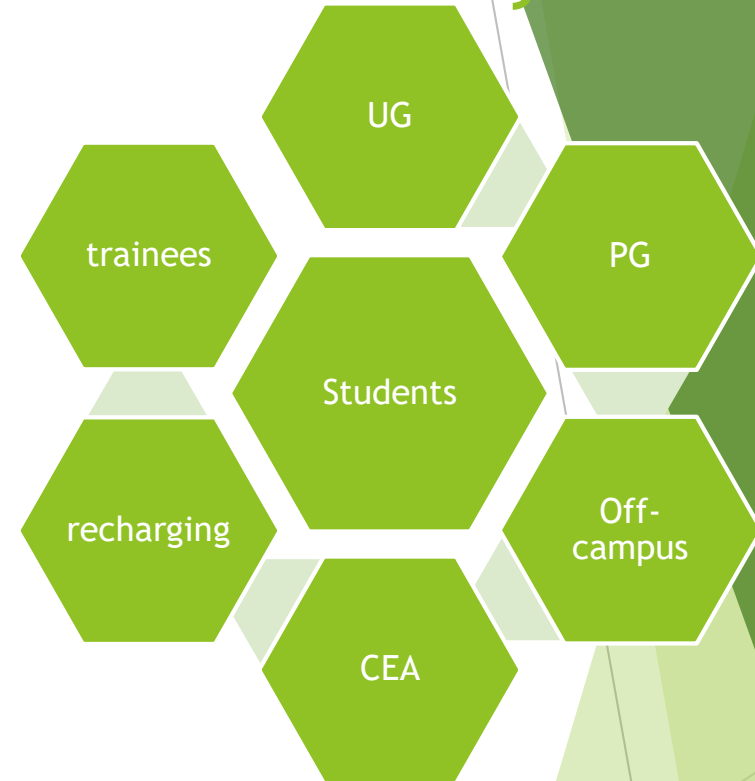 UG
trainees
PG
Students
recharging
Off-
campus
CEA